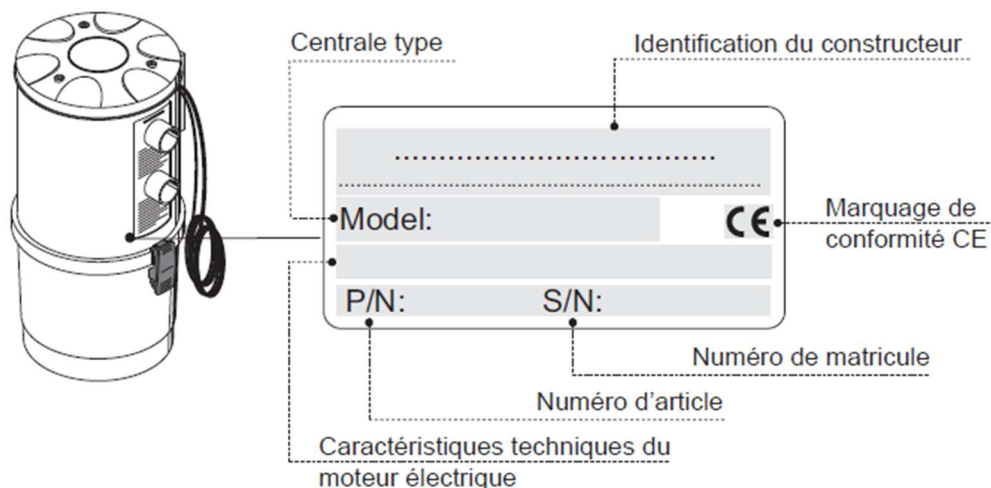 Centrale type
Identification du constructeur
....................................
..........................................................................
Model:
CE
Marquage de
conformité CE
P/N: S/N:
Numéro de matricule
Numéro d'article
Caractéristiques techniques du
moteur électrique